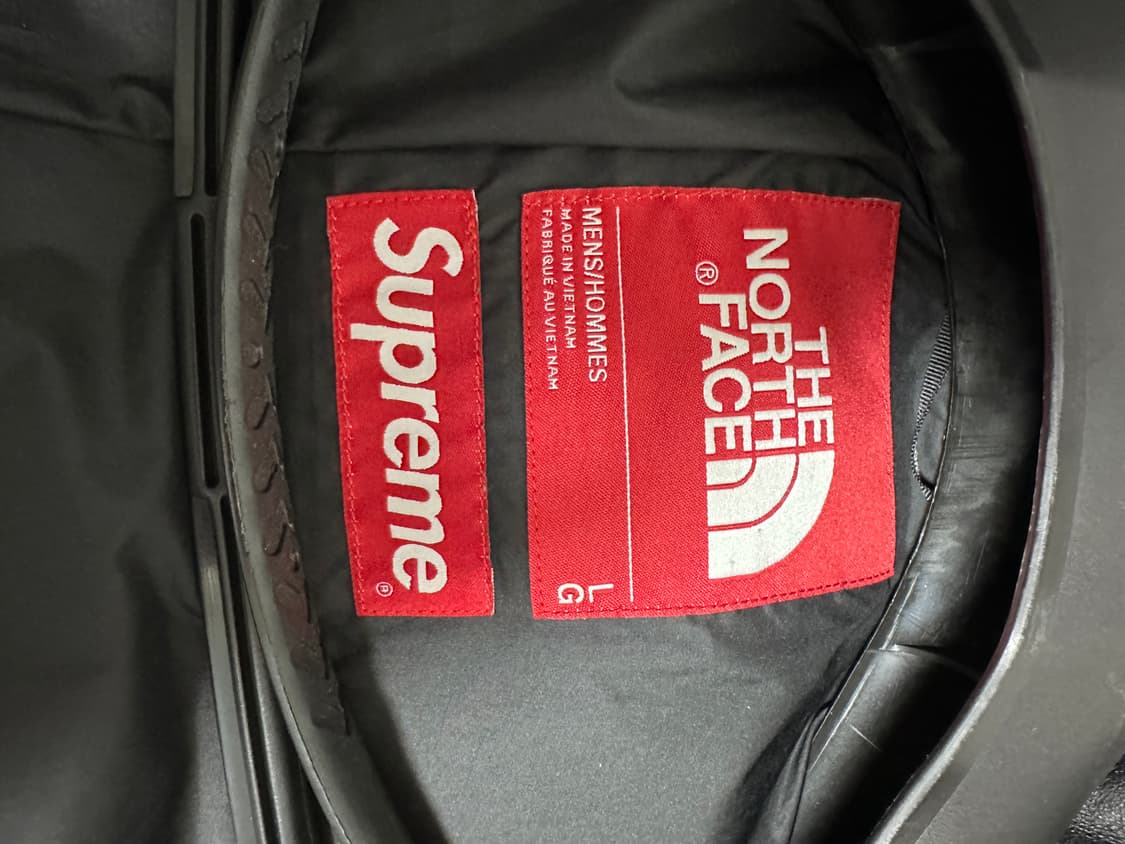 THE
NORTH
FACE
®
MENS/HOMMES
MADE IN VIETNAM
FABRIQUÉ AU VIETNAM
L
G
Supreme
®